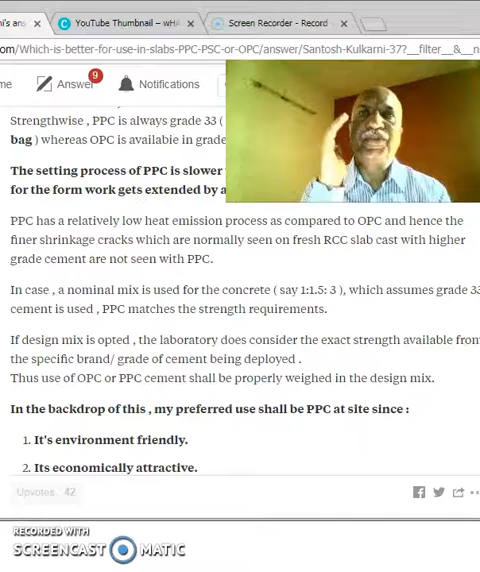 ni's ans
YouTube Thumbnail – wHA
Screen Recorder - Record
om/Which-is-better-for-use-in-slabs-PPC-PSC-or-OPC/answer/Santosh-Kulkarni-37?__filter__&__n
me
Answer
9
Notifications
Strengthwise , PPC is always grade 33 (
bag ) whereas OPC is available in grade
The setting process of PPC is slower
for the form work gets extended by a
PPC has a relatively low heat emission process as compared to OPC and hence the
finer shrinkage cracks which are normally seen on fresh RCC slab cast with higher
grade cement are not seen with PPC.
In case , a nominal mix is used for the concrete ( say 1:1.5: 3 ), which assumes grade 33
cement is used , PPC matches the strength requirements.
If design mix is opted , the laboratory does consider the exact strength available from
the specific brand/ grade of cement being deployed .
Thus use of OPC or PPC cement shall be properly weighed in the design mix.
In the backdrop of this , my preferred use shall be PPC at site since :
1. It's environment friendly.
2. Its economically attractive.
Upvotes 42
RECORDED WITH
SCREENCAST MATIC